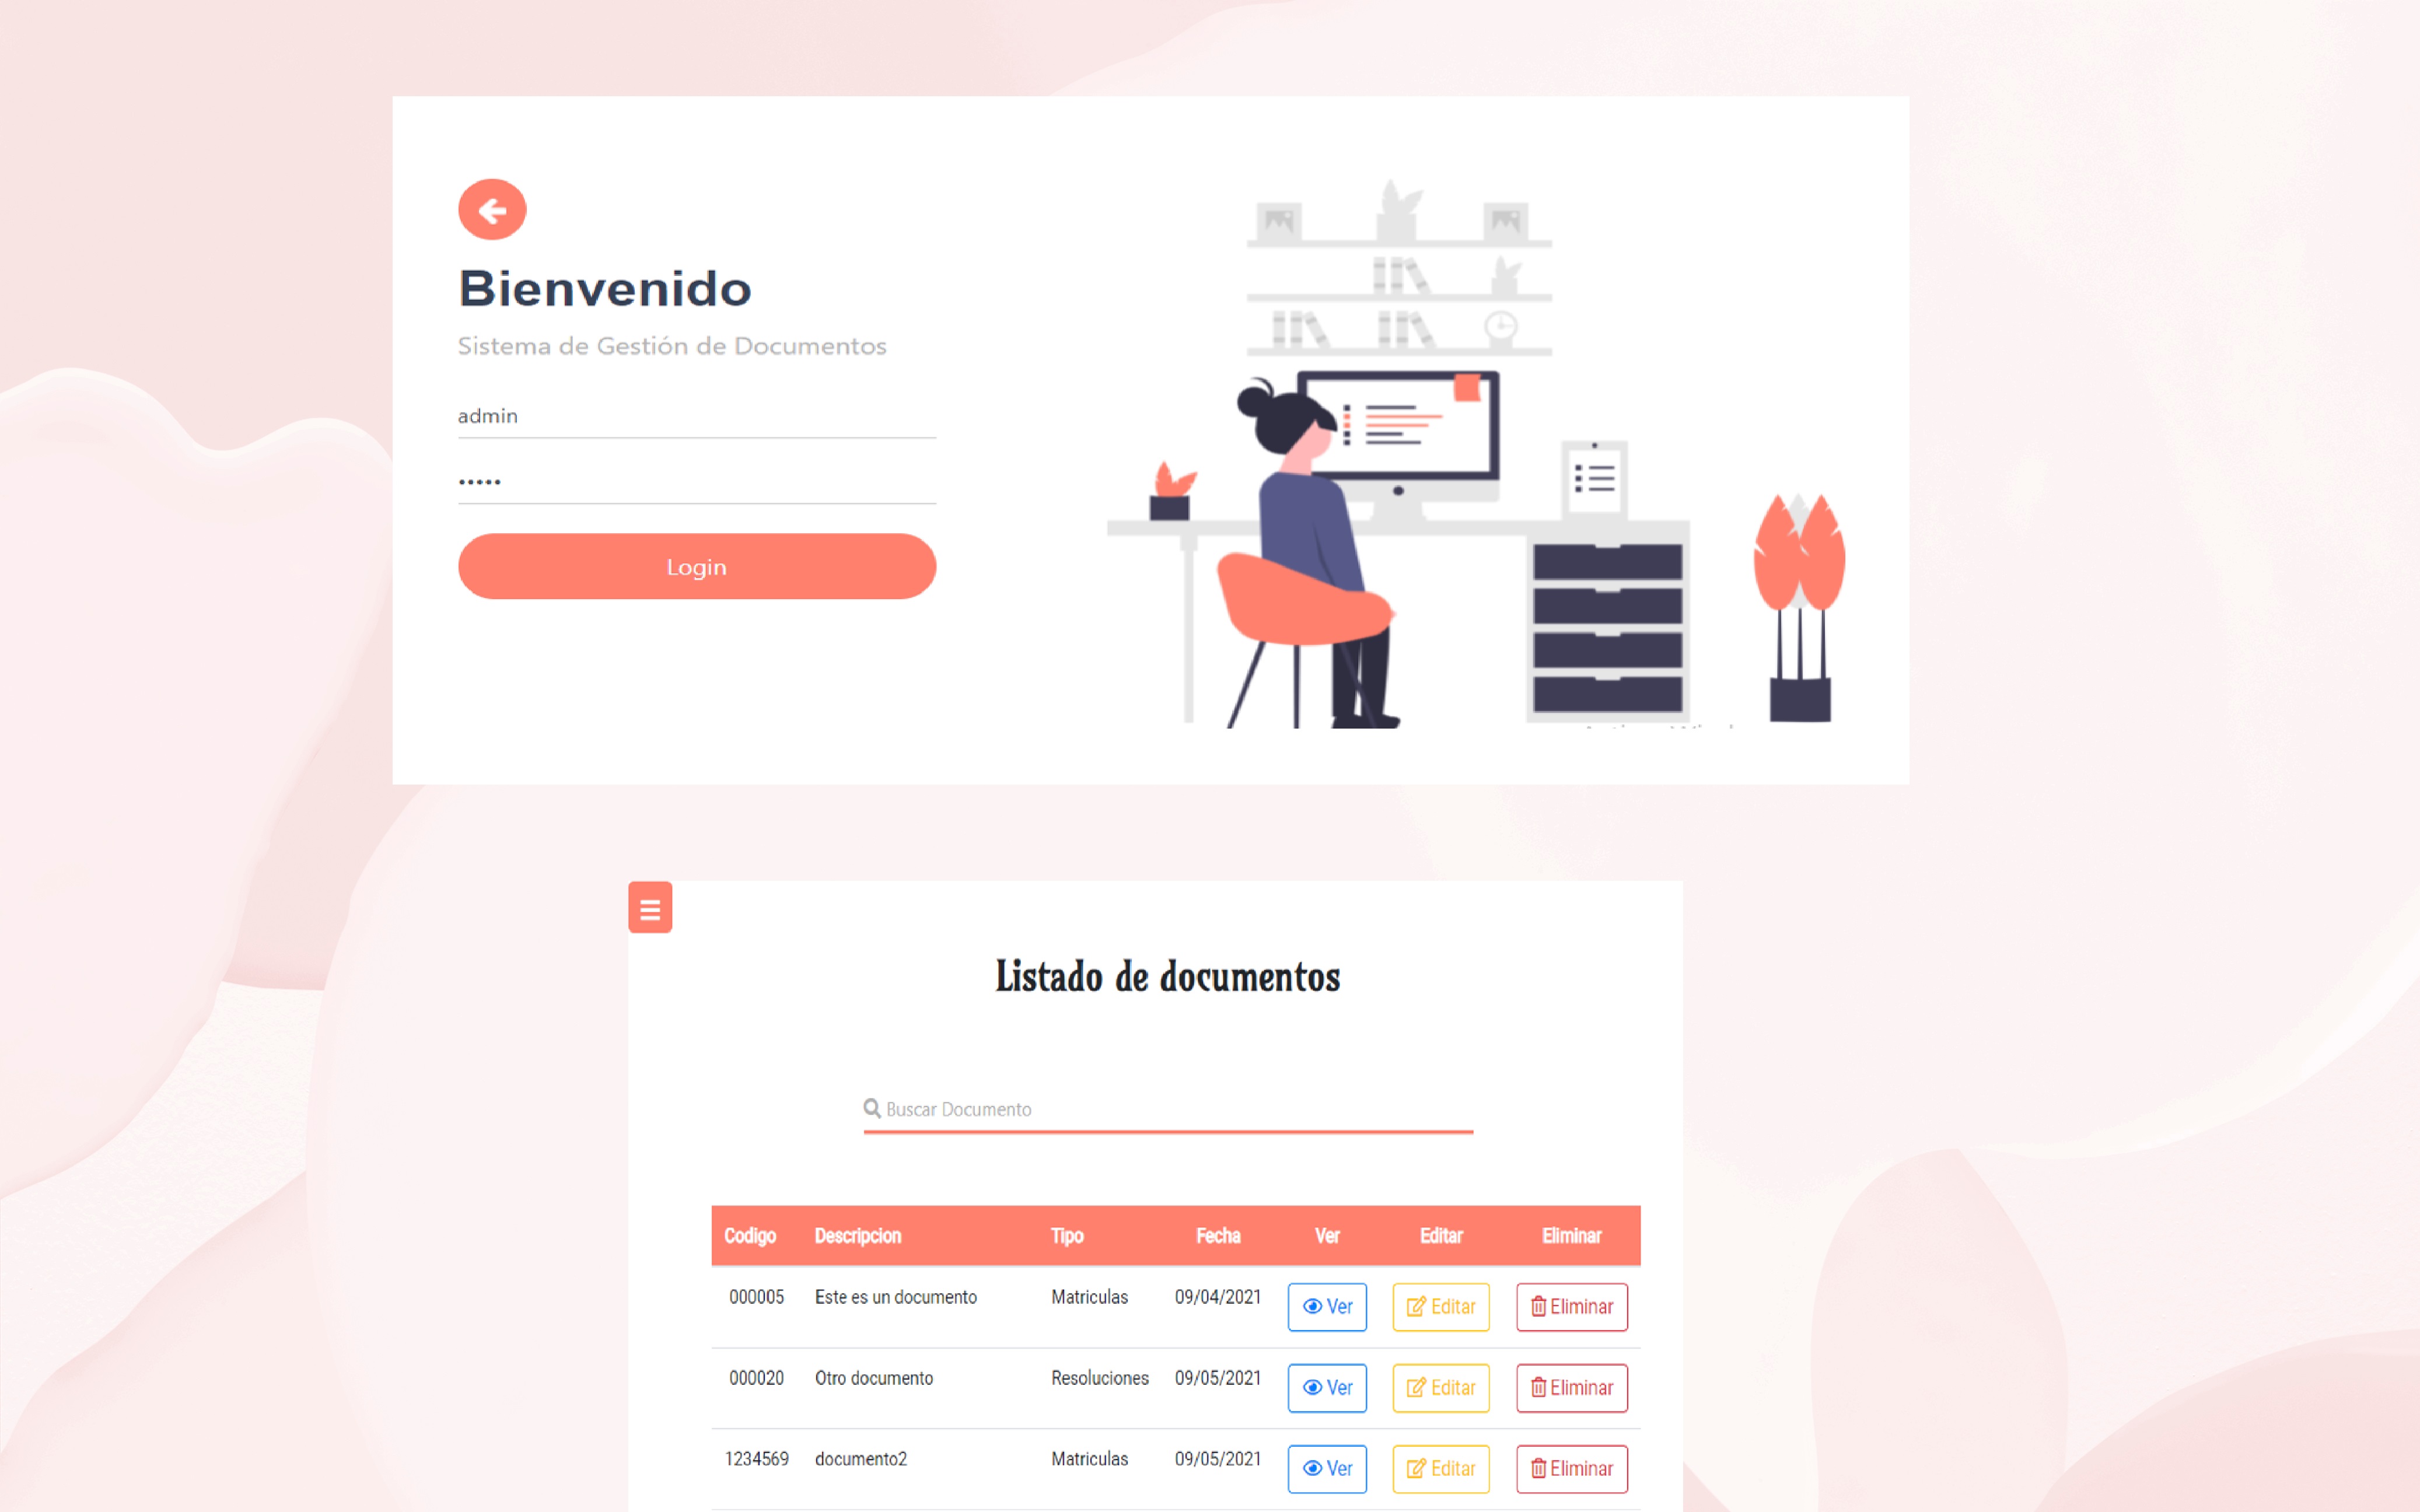 Bienvenido
Sistema de Gestión de Documentos
admin
•••••
Login
Listado de documentos
Buscar Documento
Codigo Descripcion Tipo Fecha Ver Editar Eliminar
000005 Este es un documento Matriculas 09/04/2021 Ver Editar Eliminar
000020 Otro documento Resoluciones 09/05/2021 Ver Editar Eliminar
1234569 documento2 Matriculas 09/05/2021 Ver Editar Eliminar